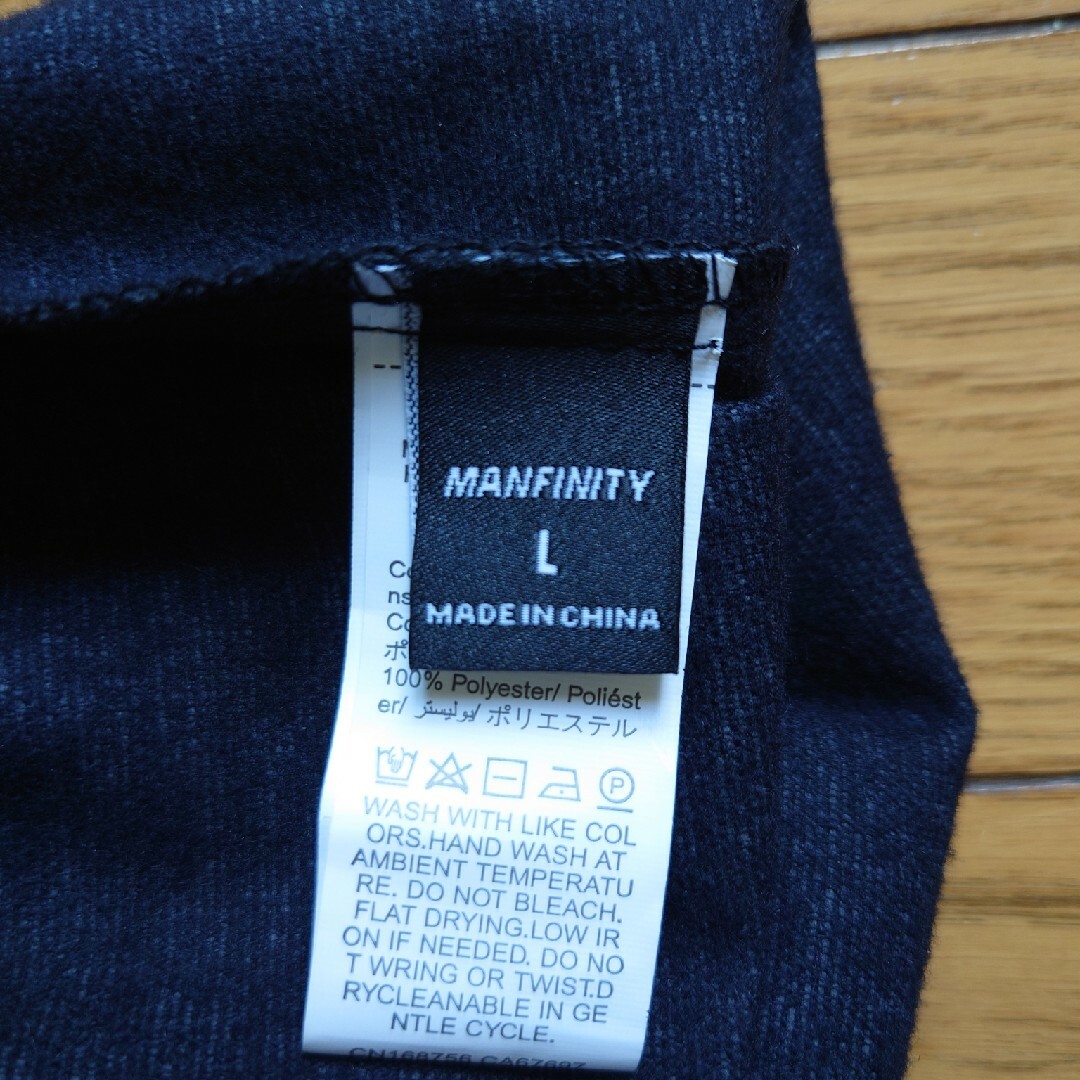 MANFINITY
L
MADE IN CHINA
100% Polyester/ Poliést
er/ بوليستر/ ポリエステル
P
WASH WITH LIKE COL
ORS.HAND WASH AT
AMBIENT TEMPERATU
RE. DO NOT BLEACH.
FLAT DRYING.LOW IR
ON IF NEEDED. DO NO
T WRING OR TWIST.D
RYCLEANABLE IN GE
NTLE CYCLE.